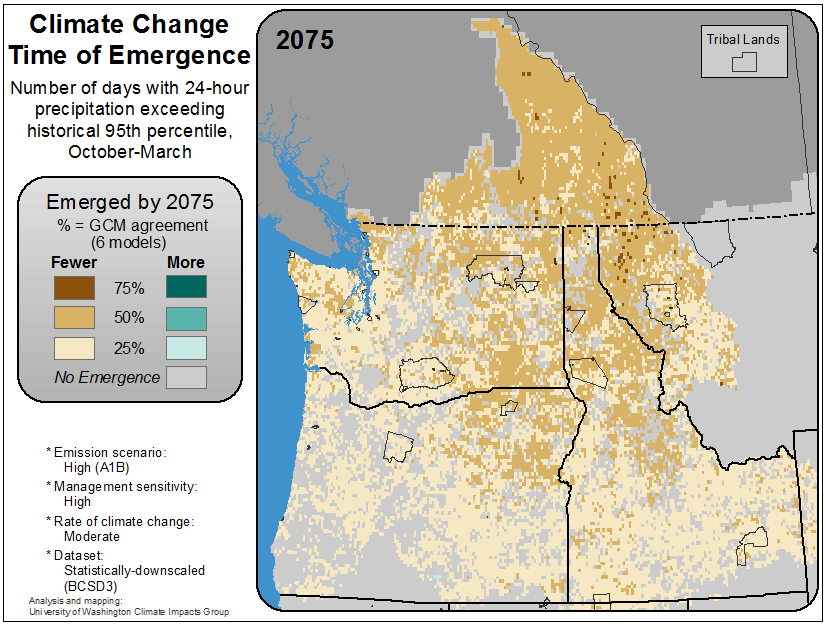 Climate Change
Time of Emergence
Number of days with 24-hour
precipitation exceeding
historical 95th percentile,
October-March
Emerged by 2075
% = GCM agreement
(6 models)
Fewer More
75%
50%
25%
No Emergence
* Emission scenario:
High (A1B)
* Management sensitivity:
High
* Rate of climate change:
Moderate
* Dataset:
Statistically-downscaled
(BCSD3)
Analysis and mapping:
University of Washington Climate Impacts Group
2075
Tribal Lands